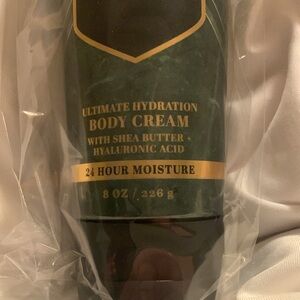 ULTIMATE HYDRATION
BODY CREAM
WITH SHEA BUTTER +
HYALURONIC ACID
24 HOUR MOISTURE
8 OZ / 226 g